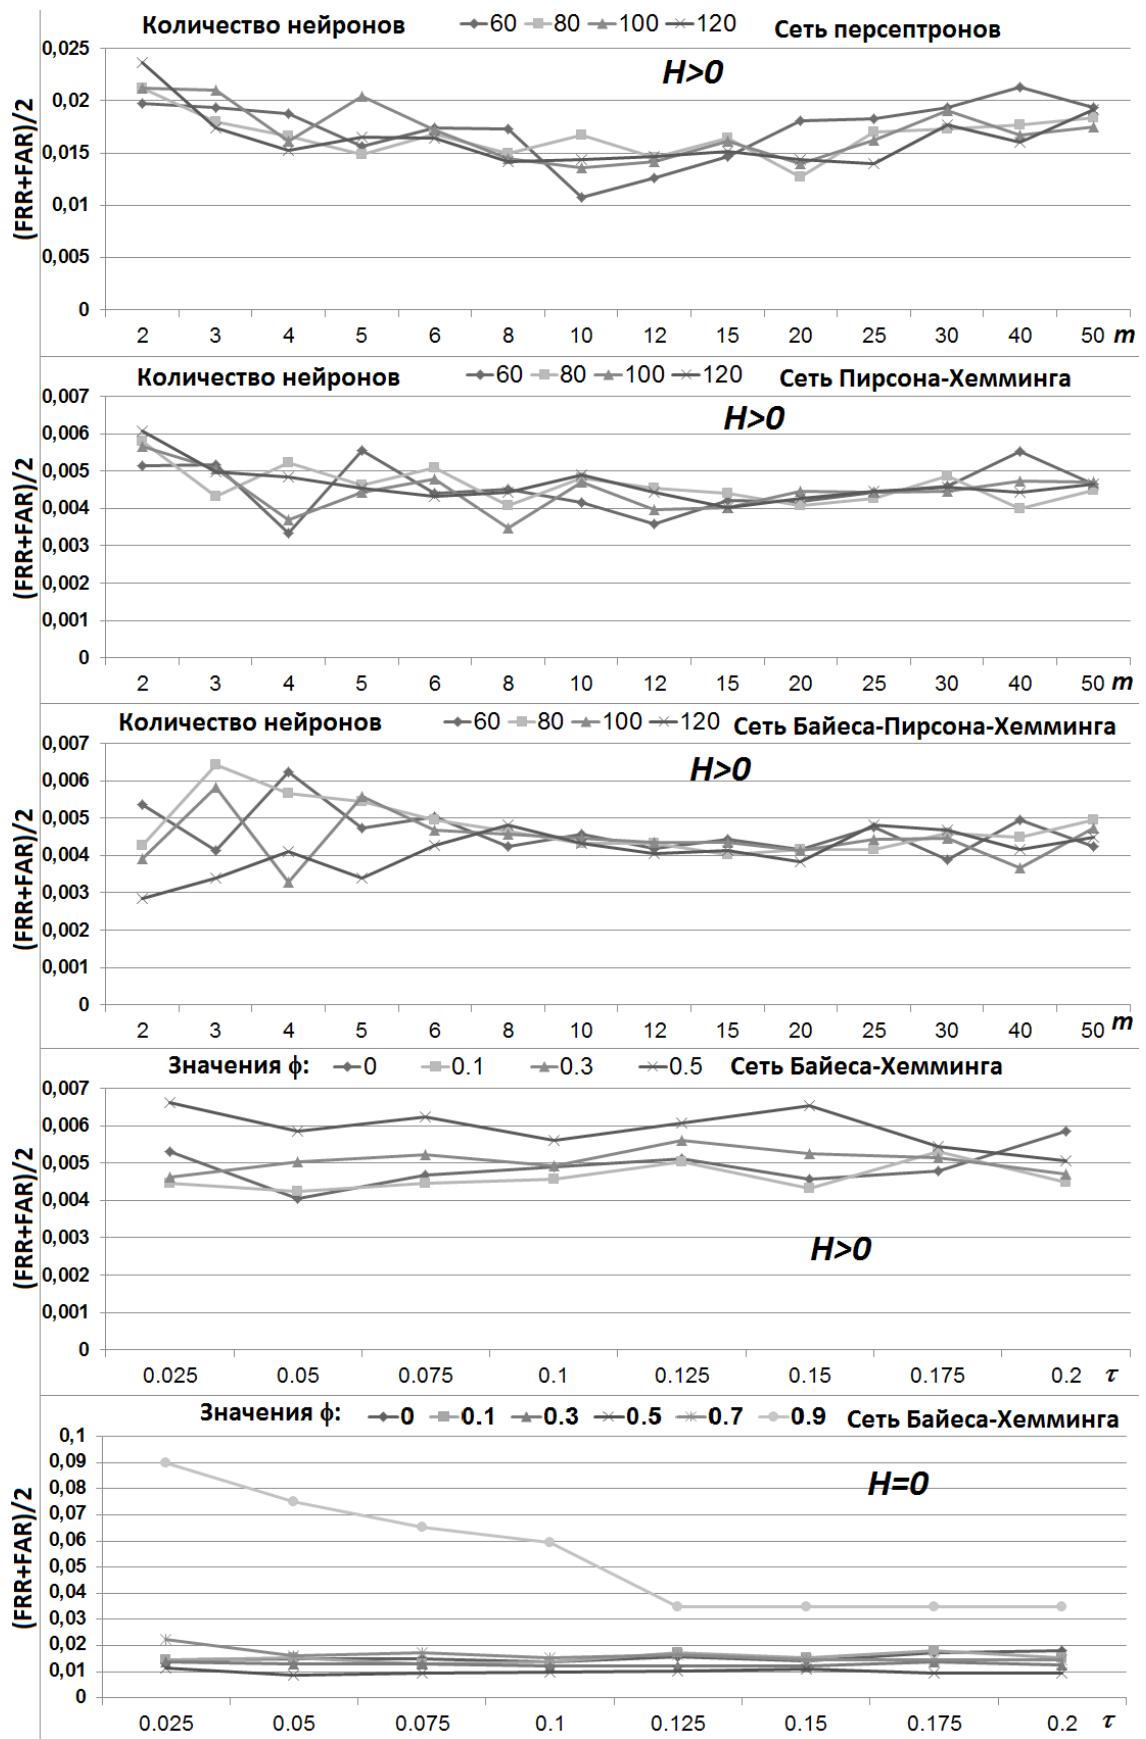 Количество нейронов 60 80 100 120 Сеть персептронов
H>0
(FRR+FAR)/2
0,025
0,02
0,015
0,01
0,005
0
2 3 4 5 6 8 10 12 15 20 25 30 40 50 m
Количество нейронов 60 80 100 120 Сеть Пирсона-Хемминга
H>0
(FRR+FAR)/2
0,007
0,006
0,005
0,004
0,003
0,002
0,001
0
2 3 4 5 6 8 10 12 15 20 25 30 40 50 m
Количество нейронов 60 80 100 120 Сеть Байеса-Пирсона-Хемминга
H>0
(FRR+FAR)/2
0,007
0,006
0,005
0,004
0,003
0,002
0,001
0
2 3 4 5 6 8 10 12 15 20 25 30 40 50 m
Значения ϕ: 0 0.1 0.3 0.5 Сеть Байеса-Хемминга
H>0
(FRR+FAR)/2
0,007
0,006
0,005
0,004
0,003
0,002
0,001
0
0.025 0.05 0.075 0.1 0.125 0.15 0.175 0.2 τ
Значения ϕ: 0 0.1 0.3 0.5 0.7 0.9 Сеть Байеса-Хемминга
H=0
(FRR+FAR)/2
0,1
0,09
0,08
0,07
0,06
0,05
0,04
0,03
0,02
0,01
0
0.025 0.05 0.075 0.1 0.125 0.15 0.175 0.2 τ